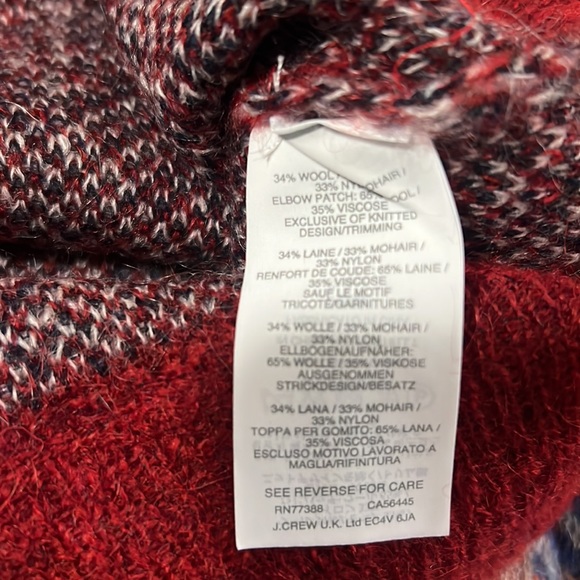 34% WOOL / MOHAIR /
33% NYLON
ELBOW PATCH: 65% WOOL /
35% VISCOSE
EXCLUSIVE OF KNITTED
DESIGN/TRIMMING
34% LAINE / 33% MOHAIR /
33% NYLON
RENFORT DE COUDE: 65% LAINE /
35% VISCOSE
SAUF LE MOTIF
TRICOTÉ/GARNITURES
34% WOLLE / 33% MOHAIR /
33% NYLON
ELLBOGENAUFNÄHER:
65% WOLLE / 35% VISKOSE
AUSGENOMMEN
STRICKDESIGN/BESATZ
34% LANA / 33% MOHAIR /
33% NYLON
TOPPA PER GOMITO: 65% LANA /
35% VISCOSA
ESCLUSO MOTIVO LAVORATO A
MAGLIA/RIFINITURA
SEE REVERSE FOR CARE
RN77388 CA56445
J.CREW U.K. Ltd EC4V 6JA